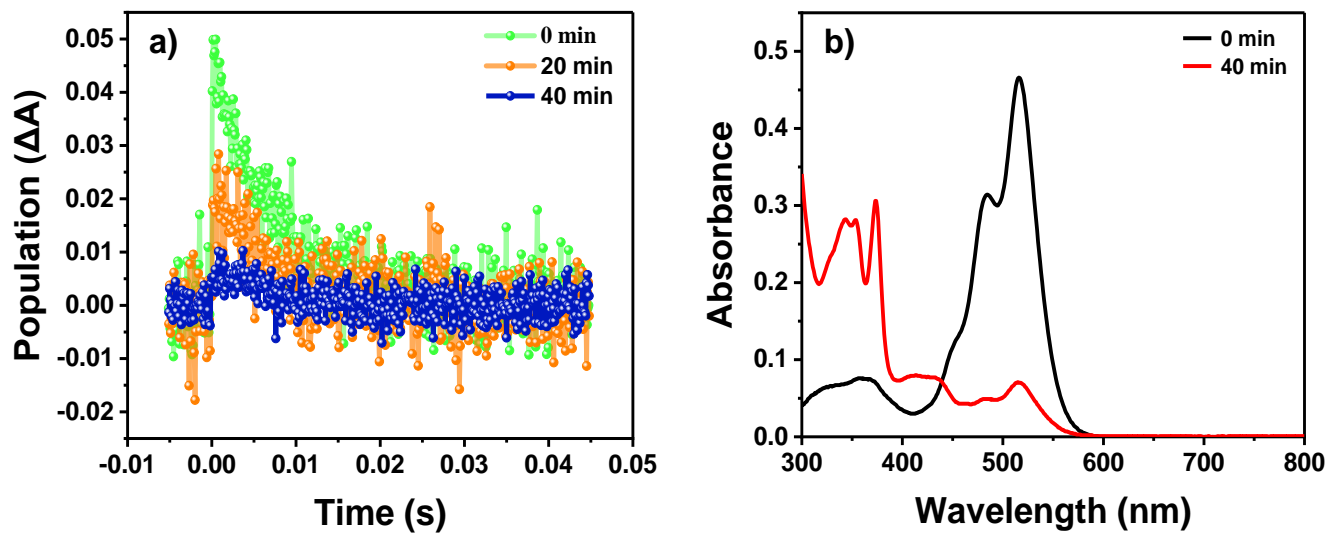 a)
0 min
20 min
40 min
0.05
0.04
0.03
0.02
0.01
0.00
-0.01
-0.02
Population (ΔA)
-0.01
0.00
0.01
0.02
0.03
0.04
0.05
Time (s)
b)
0 min
40 min
0.5
0.4
0.3
0.2
0.1
0.0
Absorbance
300
400
500
600
700
800
Wavelength (nm)